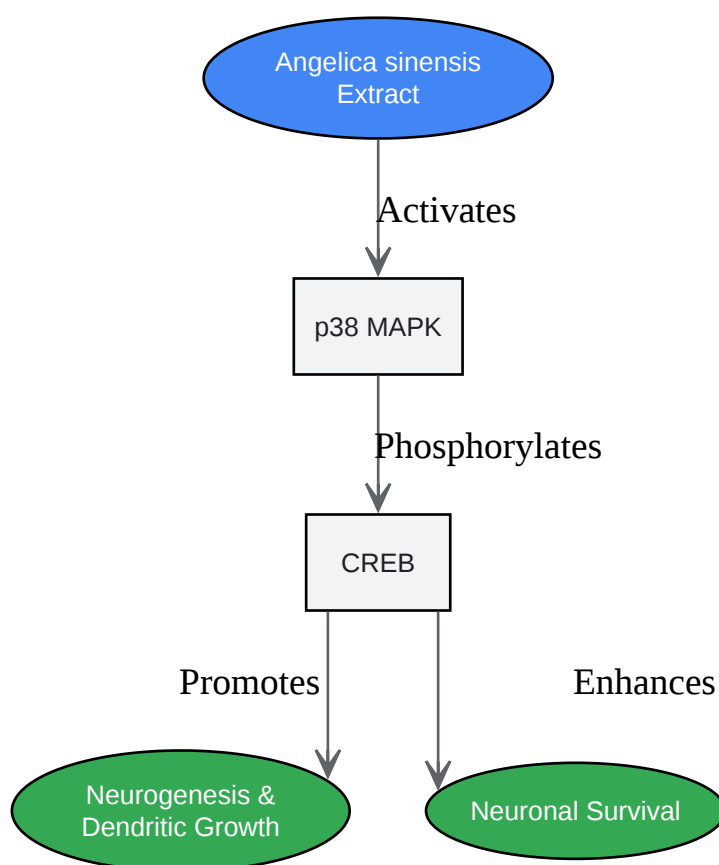 Angelica sinensis
Extract
Activates
p38 MAPK
Phosphorylates
CREB
Promotes
Enhances
Neurogenesis &
Dendritic Growth
Neuronal Survival